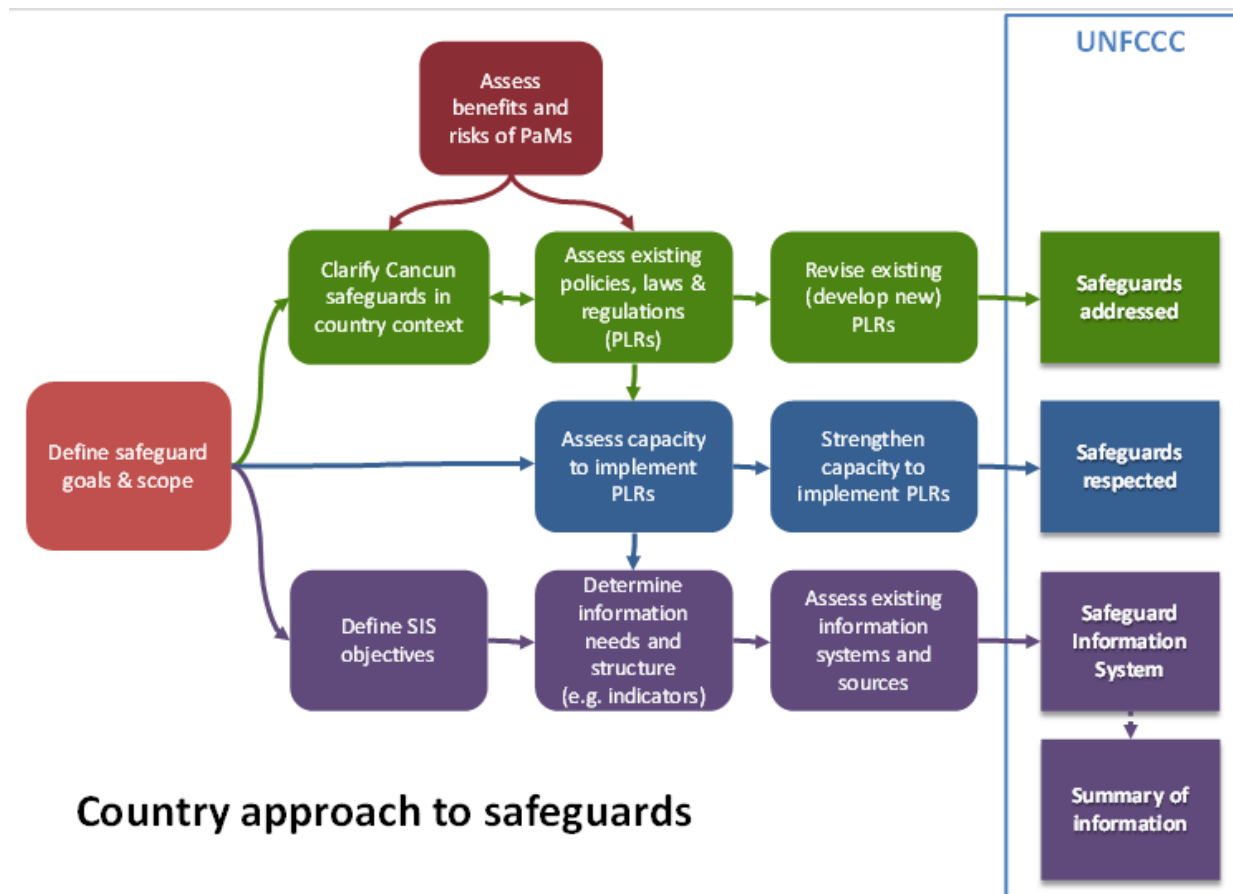 UNFCCC
Assess
benefits and
risks of PaMs
Clarify Cancun
safeguards in
country context
Assess existing
policies, laws &
regulations
(PLRs)
Revise existing
(develop new)
PLRs
Safeguards
addressed
Define safeguard
goals & scope
Assess capacity
to implement
PLRs
Strengthen
capacity to
implement PLRs
Safeguards
respected
Define SIS
objectives
Determine
information
needs and
structure
(e.g. indicators)
Assess existing
information
systems and
sources
Safeguard
Information
System
Summary of
information
Country approach to safeguards